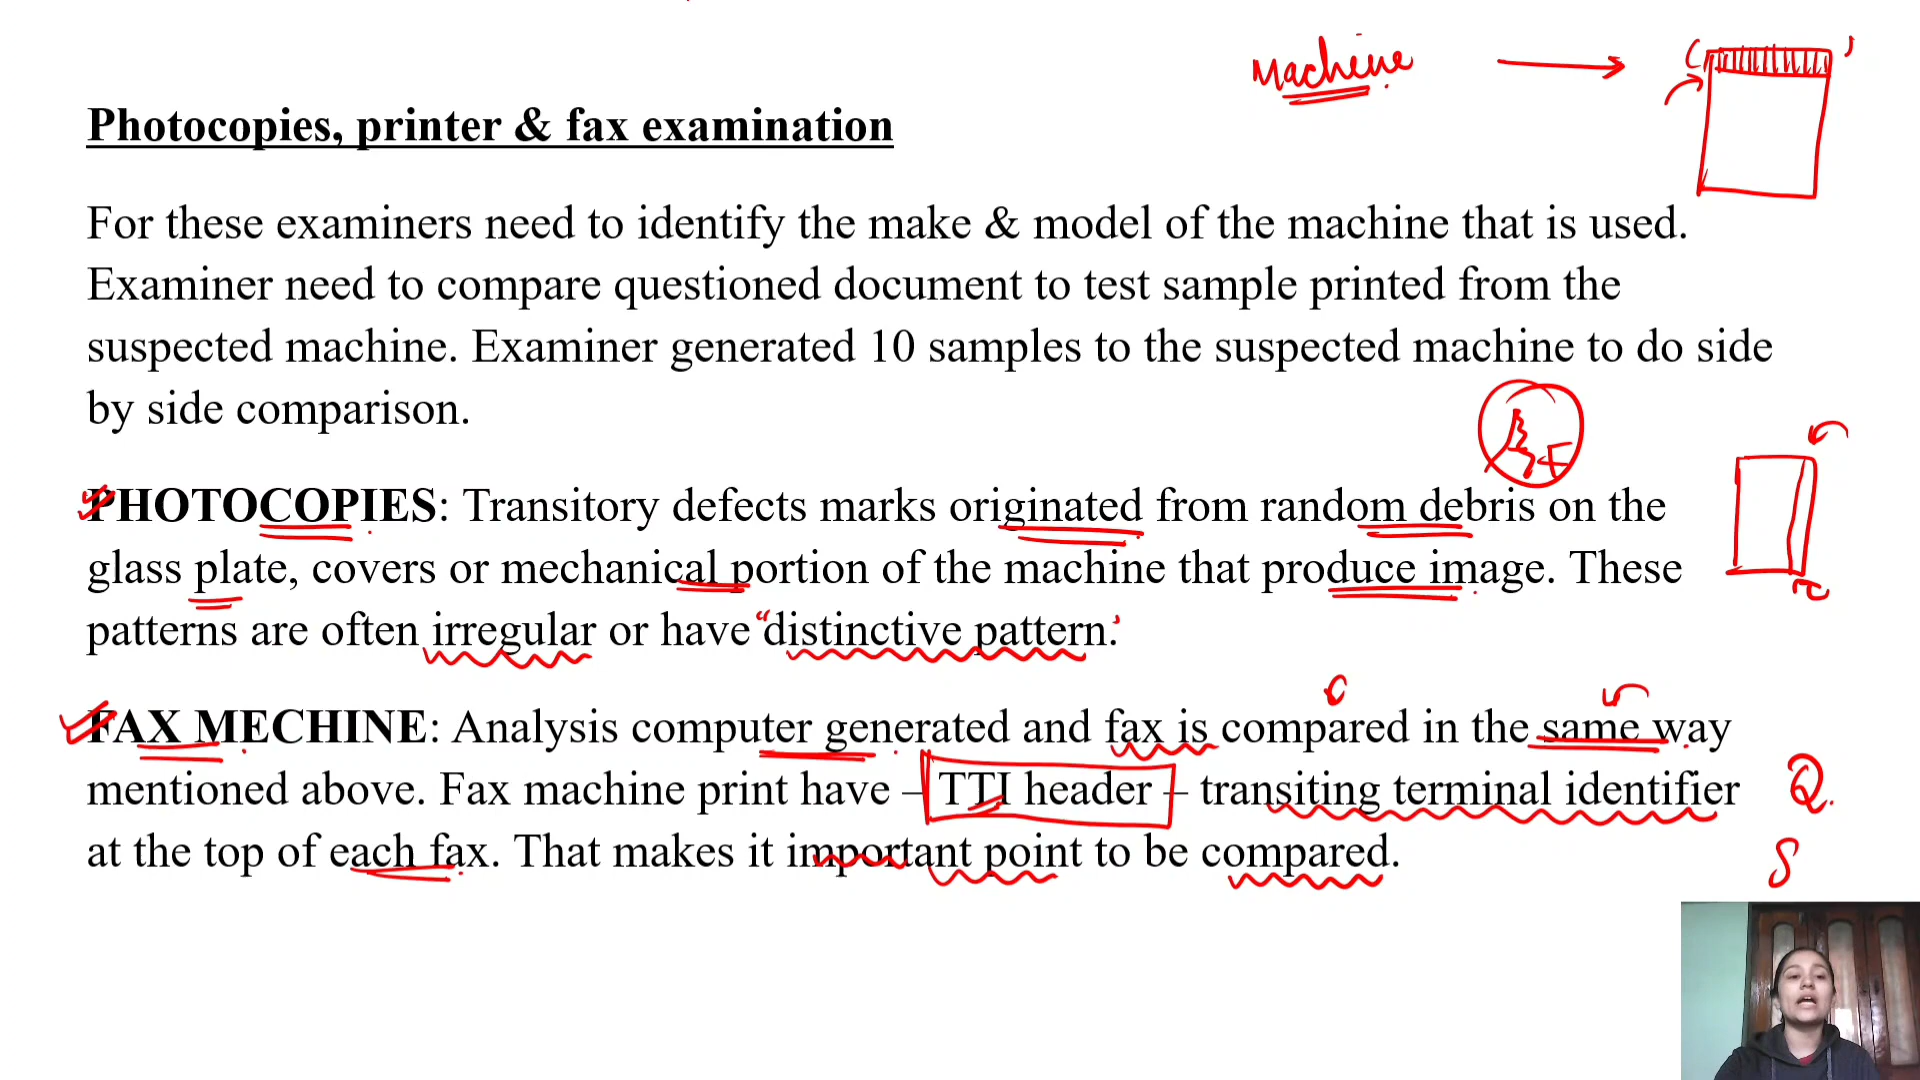 Machine
Photocopies, printer & fax examination
For these examiners need to identify the make & model of the machine that is used.
Examiner need to compare questioned document to test sample printed from the
suspected machine. Examiner generated 10 samples to the suspected machine to do side
by side comparison.
PHOTOCOPIES: Transitory defects marks originated from random debris on the
glass plate, covers or mechanical portion of the machine that produce image. These
patterns are often irregular or have “distinctive pattern.'
FAX MECHINE: Analysis computer generated and fax is compared in the same way
mentioned above. Fax machine print have – TTI header – transiting terminal identifier
Q.
at the top of each fax. That makes it important point to be compared.
S